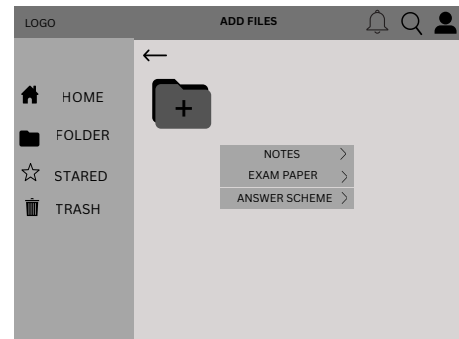 LOGO
ADD FILES
HOME
FOLDER
STARED
TRASH
NOTES
EXAM PAPER
ANSWER SCHEME